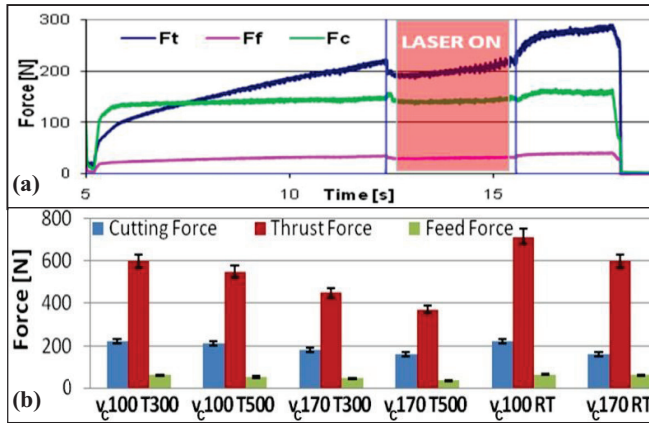 300
200
100
0
Force [N]
Ft Ff Fc
LASER ON
(a)
5 10 15
Time [s]
800
600
400
200
0
Force [N]
Cutting Force Thrust Force Feed Force
(b)
vc100 T300 vc100 T500 vc170 T300 vc170 T500 vc100 RT vc170 RT